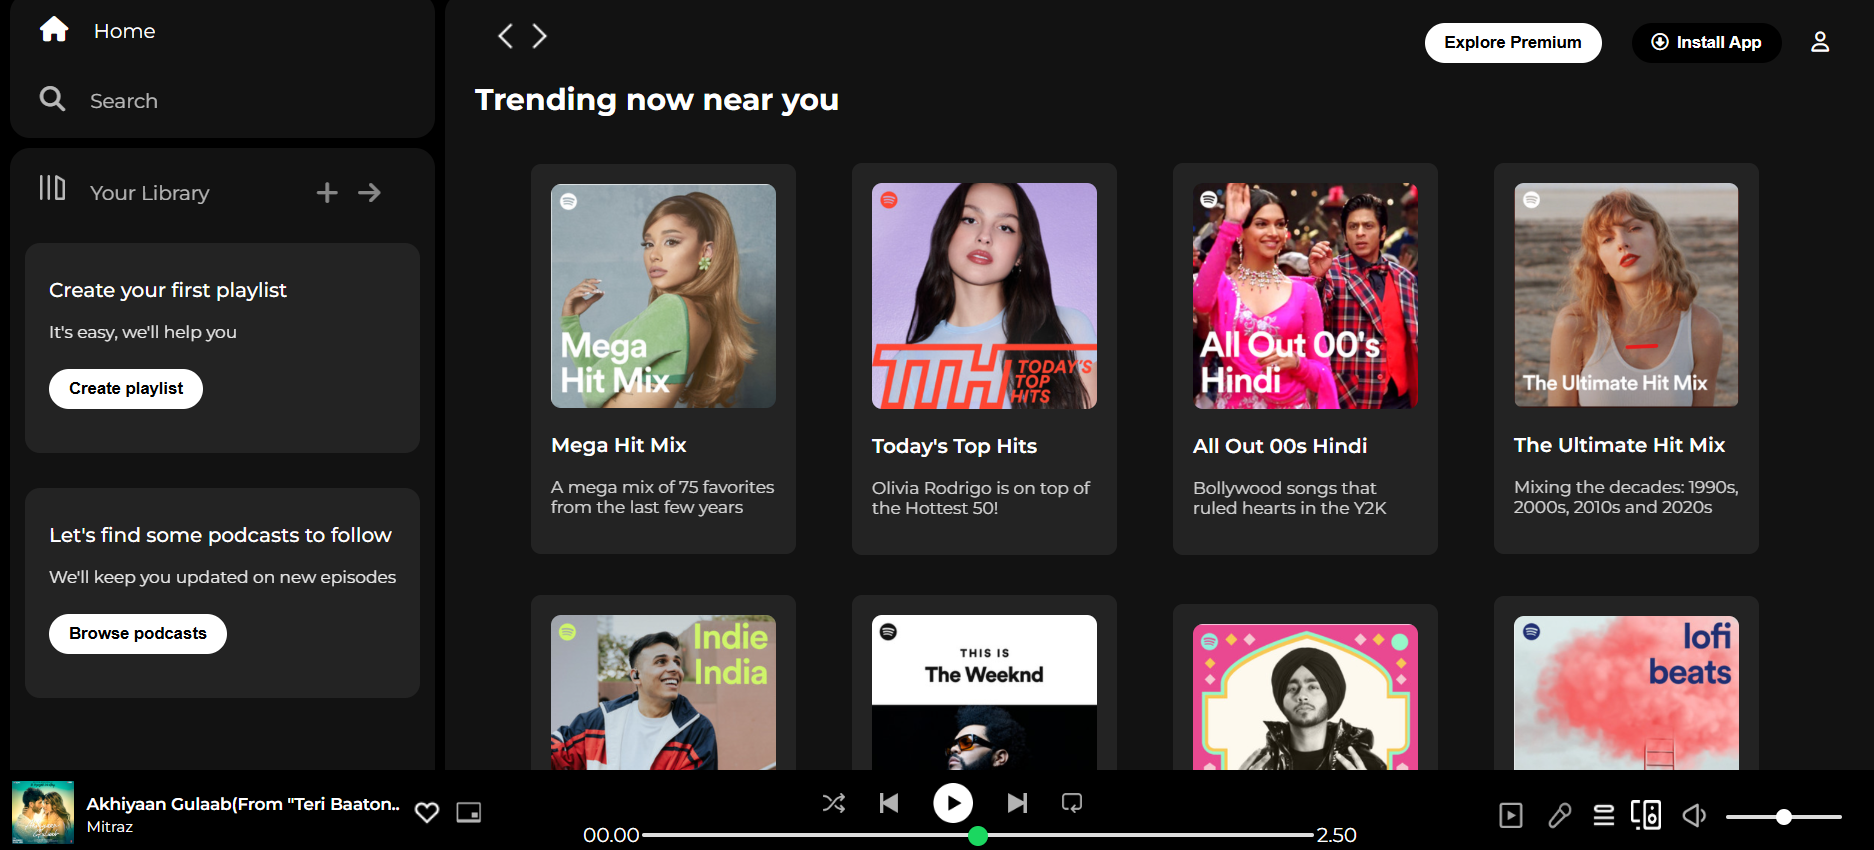 Home
Search
Your Library
Create your first playlist
It's easy, we'll help you
Create playlist
Let's find some podcasts to follow
We'll keep you updated on new episodes
Browse podcasts
Explore Premium
Install App
Trending now near you
Mega
Hit Mix
Mega Hit Mix
A mega mix of 75 favorites
from the last few years
TTH
TODAY'S
TOP
HITS
Today's Top Hits
Olivia Rodrigo is on top of
the Hottest 50!
All Out 00's
Hindi
All Out 00s Hindi
Bollywood songs that
ruled hearts in the Y2K
The Ultimate Hit Mix
The Ultimate Hit Mix
Mixing the decades: 1990s,
2000s, 2010s and 2020s
Indie
India
THIS IS
The Weeknd
lofi
beats
Akhiyaan Gulaab(From "Teri Baaton..
Mitraz
00.00
2.50